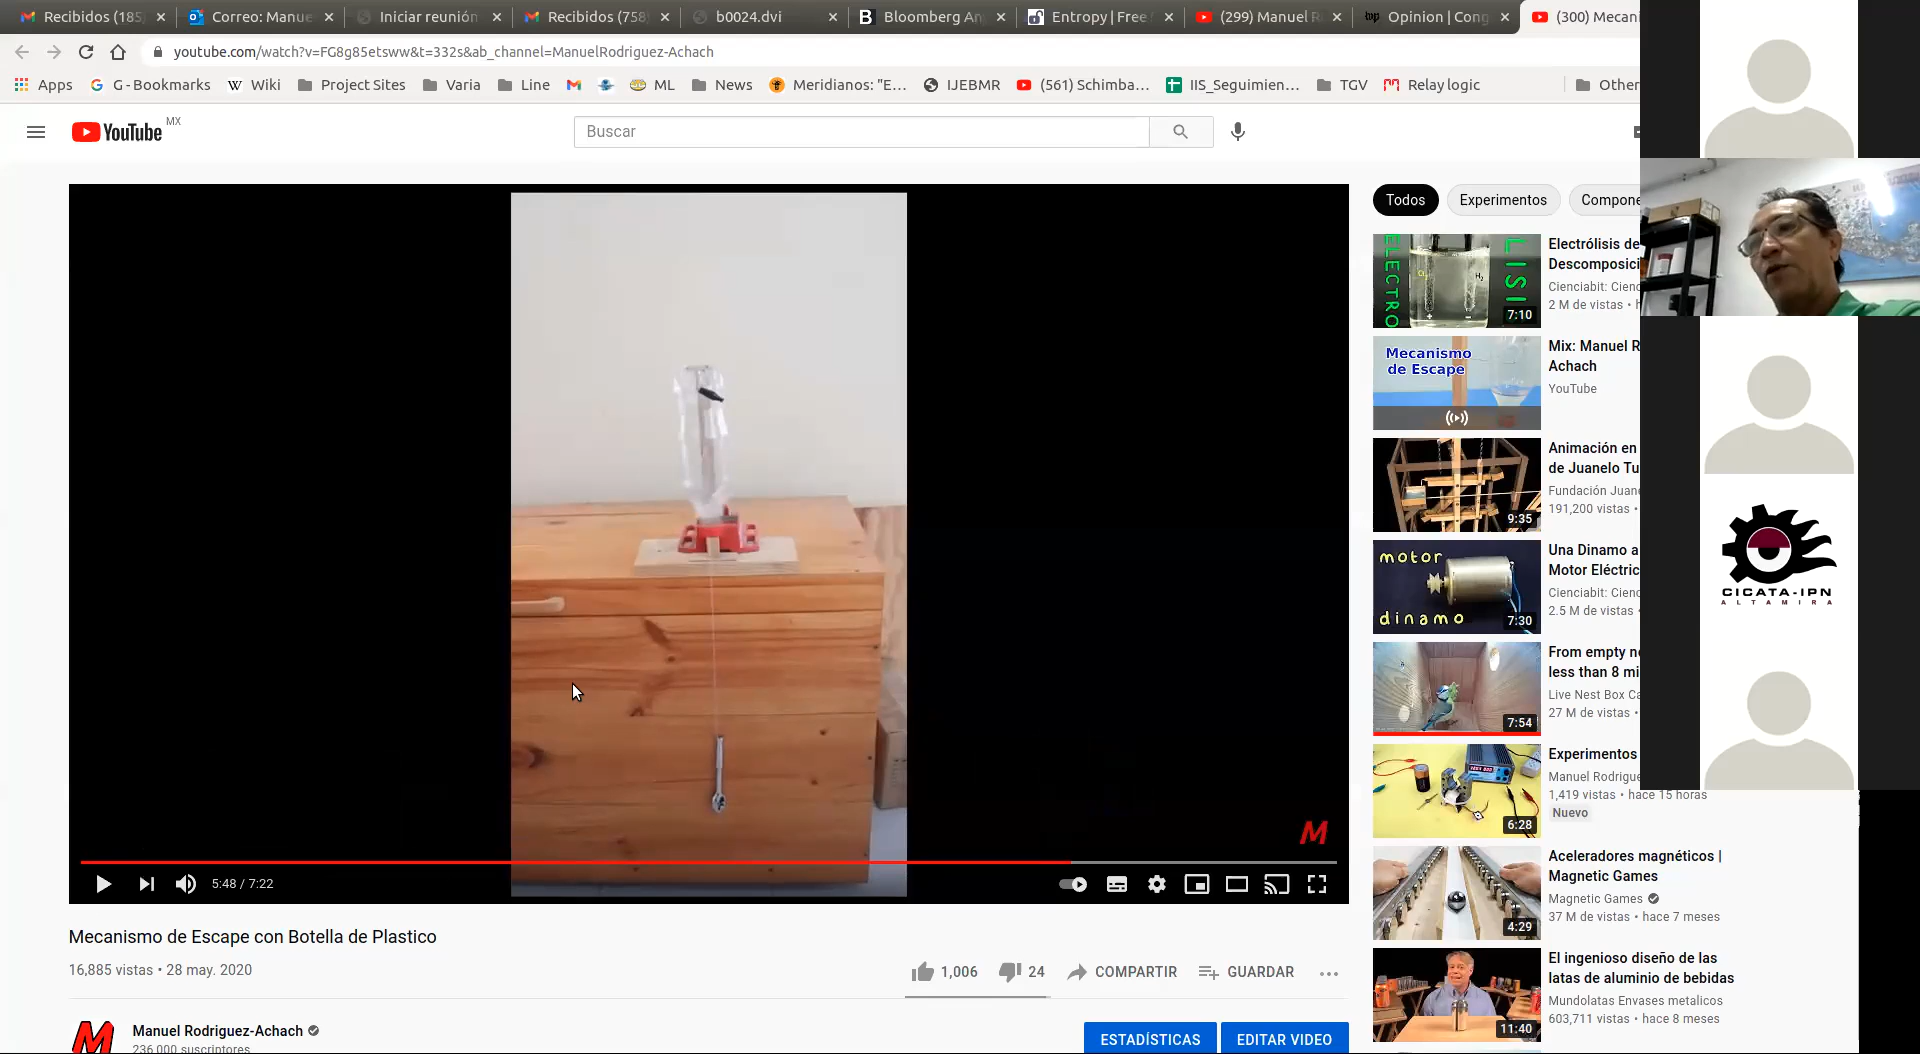 Recibidos (185
Correo: Manue
Iniciar reunión
Recibidos (758
b0024.dvi
Bloomberg An
Entropy | Free
(299) Manuel R
Opinion | Cong
(300) Mecani
youtube.com/watch?v=FG8g85etsww&t=332s&ab_channel=ManuelRodriguez-Achach
Apps
G - Bookmarks
Wiki
Project Sites
Varia
Line
ML
News
Meridianos: "E...
IJEBMR
(561) Schimba...
IIS_Seguimien...
TGV
Relay logic
Other
YouTube MX
Buscar
Todos
Experimentos
Compone
ELECTRO
LISI
H₂
+
-
7:10
Electrólisis de
Descomposici
Cienciabit: Cienc
2 M de vistas • h
Mecanismo
de Escape
Mix: Manuel R
Achach
YouTube
9:35
Animación en
de Juanelo Tu
Fundación Juane
191,200 vistas •
motor
dinamo
7:30
Una Dinamo a
Motor Eléctric
Cienciabit: Cienc
2.5 M de vistas •
7:54
From empty n
less than 8 mi
Live Nest Box Ca
27 M de vistas •
6:28
Experimentos
Manuel Rodrigue
1,419 vistas • hace 15 horas
Nuevo
4:29
Aceleradores magnéticos |
Magnetic Games
Magnetic Games
37 M de vistas • hace 7 meses
11:40
El ingenioso diseño de las
latas de aluminio de bebidas
Mundolatas Envases metalicos
603,711 vistas • hace 8 meses
CICATA-IPN
ALTAMIRA
M
5:48 / 7:22
Mecanismo de Escape con Botella de Plastico
16,885 vistas • 28 may. 2020
1,006
24
COMPARTIR
GUARDAR
M
Manuel Rodriguez-Achach
236,000 suscriptores
ESTADÍSTICAS
EDITAR VIDEO